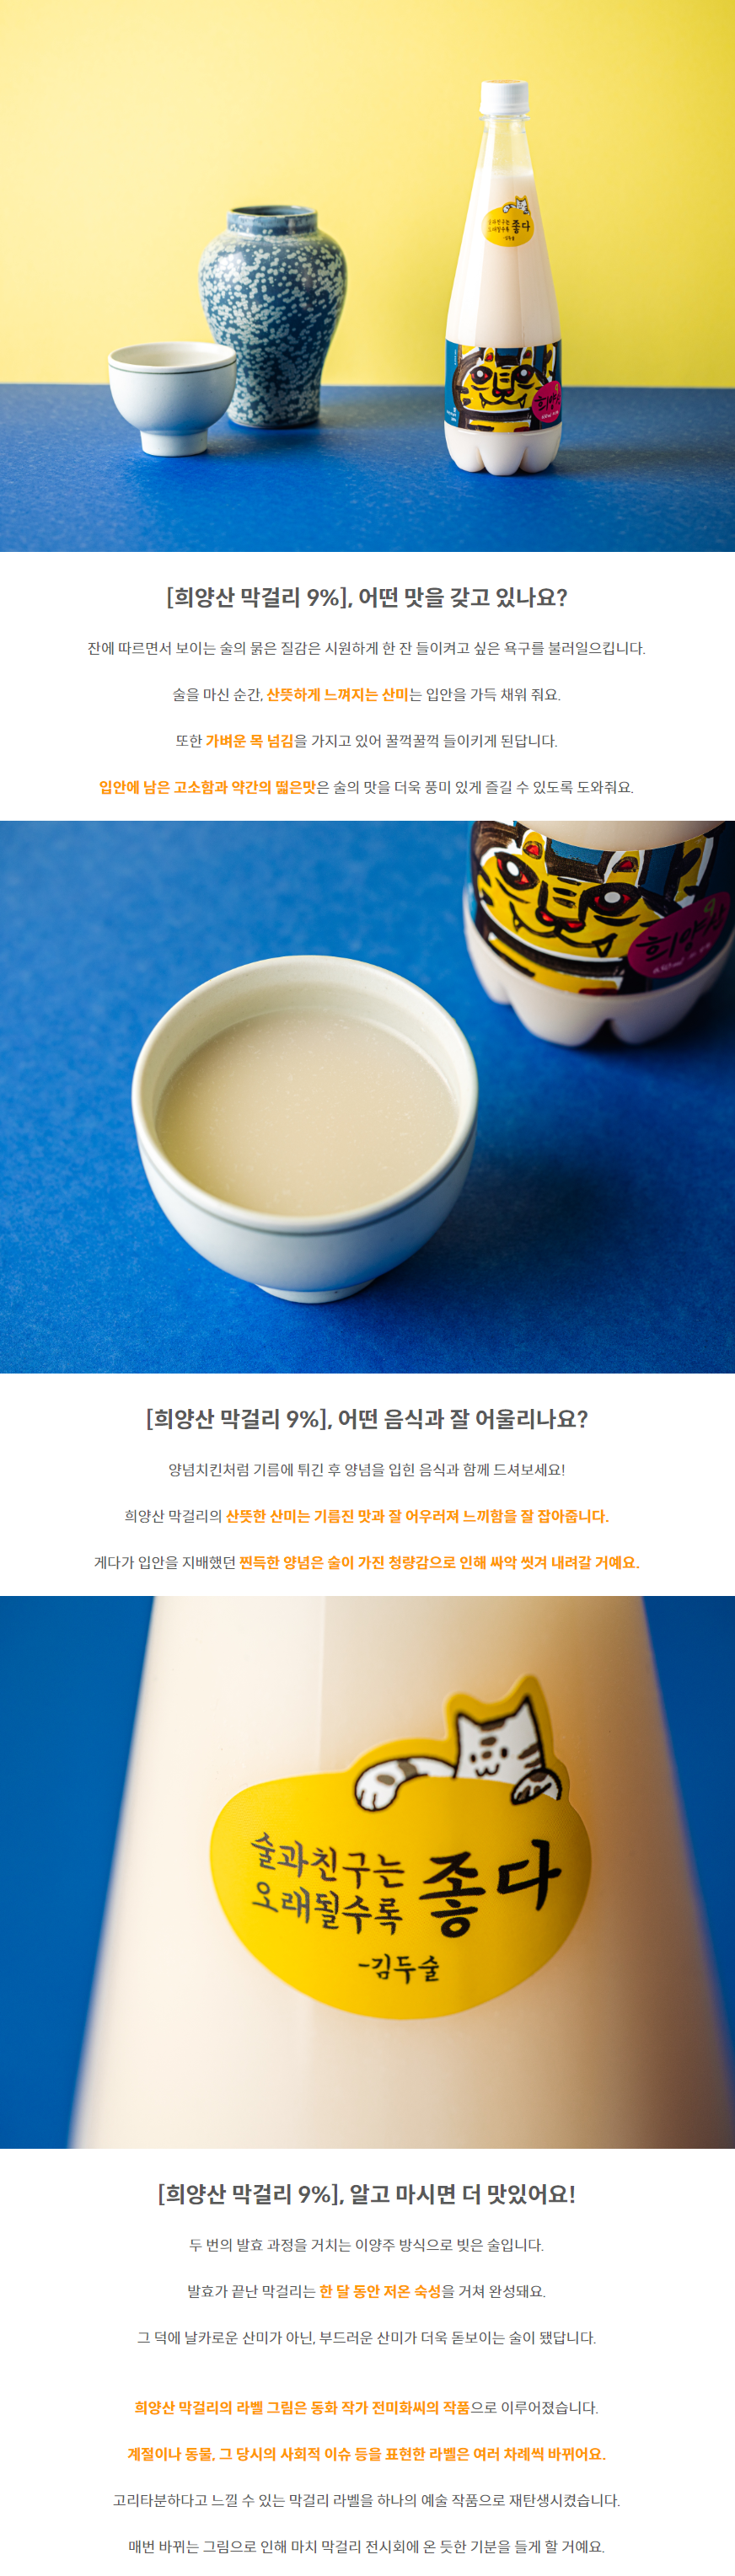 술과친구는
오래될수록 좋다
-김두술
희양산
[희양산 막걸리 9%], 어떤 맛을 갖고 있나요?
잔에 따르면서 보이는 술의 묽은 질감은 시원하게 한 잔 들이켜고 싶은 욕구를 불러일으킵니다.
술을 마신 순간, 산뜻하게 느껴지는 산미는 입안을 가득 채워 줘요.
또한 가벼운 목 넘김을 가지고 있어 꿀꺽꿀꺽 들이키게 된답니다.
입안에 남은 고소함과 약간의 떫은맛은 술의 맛을 더욱 풍미 있게 즐길 수 있도록 도와줘요.
9
희양산
650ml
[희양산 막걸리 9%], 어떤 음식과 잘 어울리나요?
양념치킨처럼 기름에 튀긴 후 양념을 입힌 음식과 함께 드셔보세요!
희양산 막걸리의 산뜻한 산미는 기름진 맛과 잘 어우러져 느끼함을 잘 잡아줍니다.
게다가 입안을 지배했던 찐득한 양념은 술이 가진 청량감으로 인해 싸악 씻겨 내려갈 거예요.
술과친구는
오래될수록 좋다
-김두술
[희양산 막걸리 9%], 알고 마시면 더 맛있어요!
두 번의 발효 과정을 거치는 이양주 방식으로 빚은 술입니다.
발효가 끝난 막걸리는 한 달 동안 저온 숙성을 거쳐 완성돼요.
그 덕에 날카로운 산미가 아닌, 부드러운 산미가 더욱 돋보이는 술이 됐답니다.
희양산 막걸리의 라벨 그림은 동화 작가 전미화씨의 작품으로 이루어졌습니다.
계절이나 동물, 그 당시의 사회적 이슈 등을 표현한 라벨은 여러 차례씩 바뀌어요.
고리타분하다고 느낄 수 있는 막걸리 라벨을 하나의 예술 작품으로 재탄생시켰습니다.
매번 바뀌는 그림으로 인해 마치 막걸리 전시회에 온 듯한 기분을 들게 할 거예요.